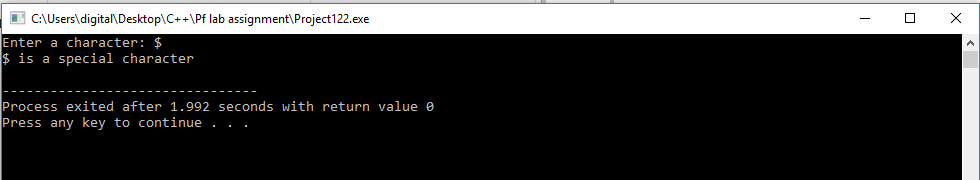 C:\Users\digital\Desktop\C++\Pf lab assignment\Project122.exe
Enter a character: $
$ is a special character
--------------------------------
Process exited after 1.992 seconds with return value 0
Press any key to continue . . .